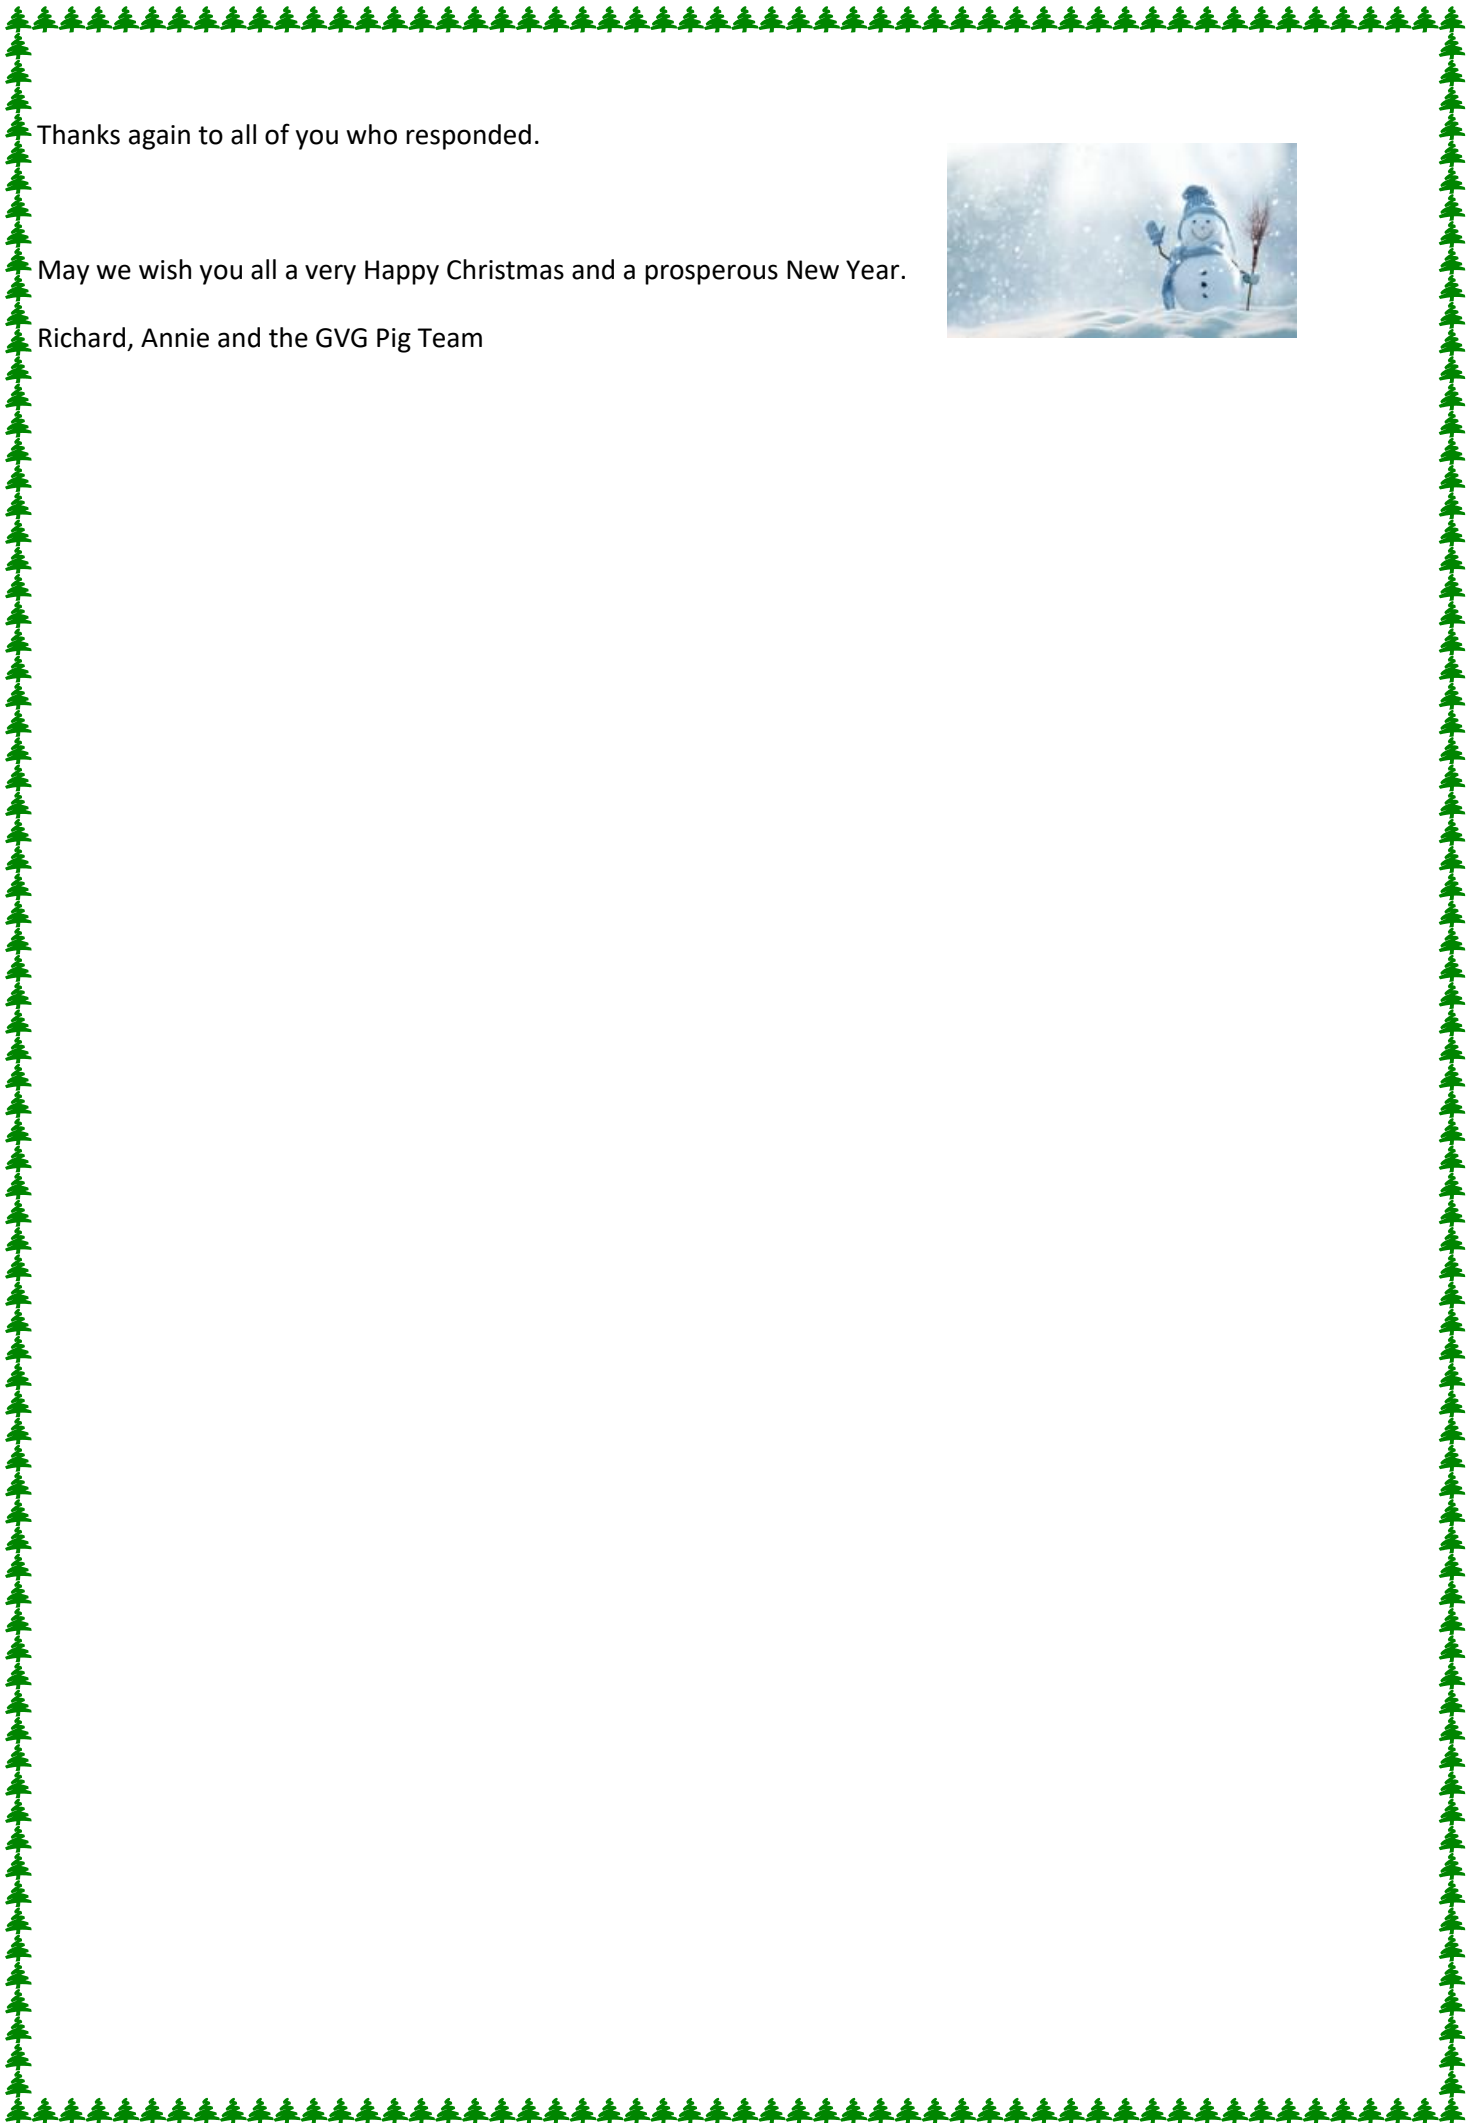 Thanks again to all of you who responded.
May we wish you all a very Happy Christmas and a prosperous New Year.
Richard, Annie and the GVG Pig Team